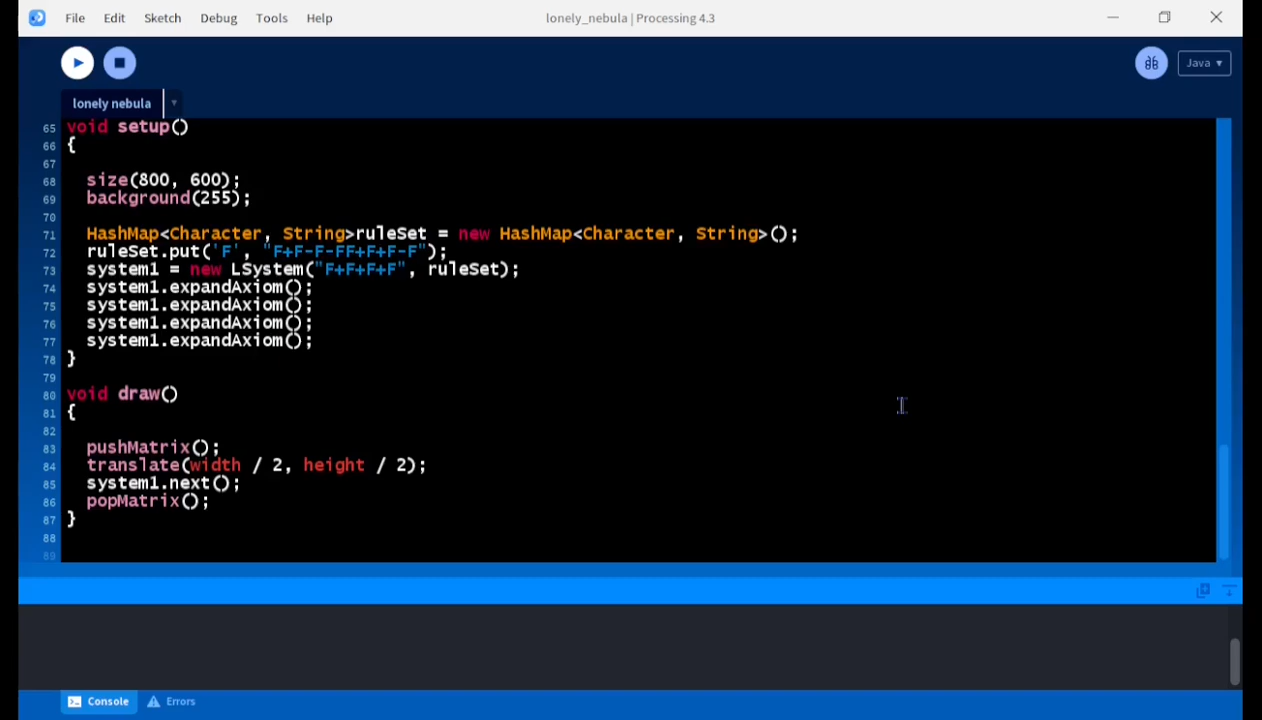 File Edit Sketch Debug Tools Help lonely_nebula | Processing 4.3
Java ▾
lonely nebula
65 void setup()
66 {
67
68 size(800, 600);
69 background(255);
70
71 HashMap<Character, String>ruleSet = new HashMap<Character, String>();
72 ruleSet.put('F', "F+F-F-FF+F+F-F");
73 system1 = new LSystem("F+F+F+F", ruleSet);
74 system1.expandAxiom();
75 system1.expandAxiom();
76 system1.expandAxiom();
77 system1.expandAxiom();
78 }
79
80 void draw()
81 {
82
83 pushMatrix();
84 translate(width / 2, height / 2);
85 system1.next();
86 popMatrix();
87 }
88
89
Console Errors